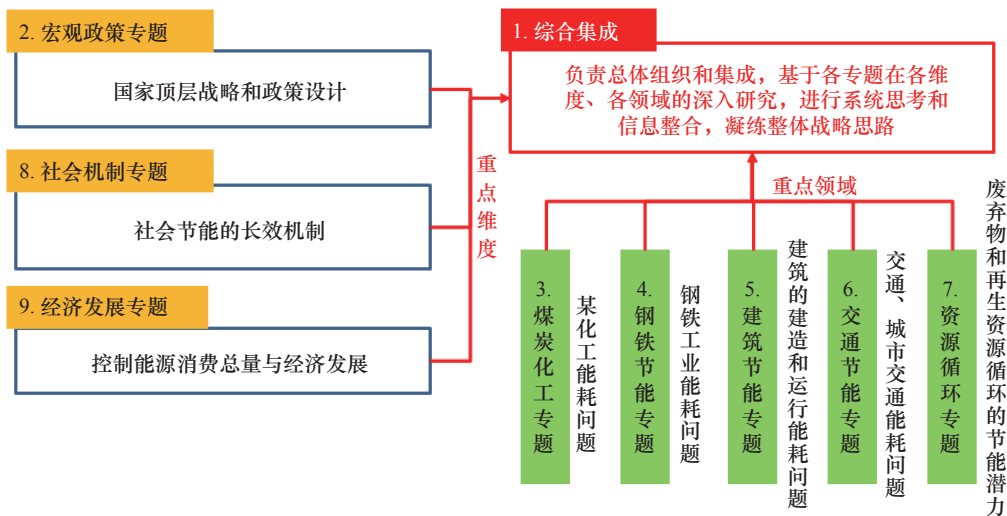 2. 宏观政策专题
国家顶层战略和政策设计
8. 社会机制专题
社会节能的长效机制
9. 经济发展专题
控制能源消费总量与经济发展
重点维度
1. 综合集成
负责总体组织和集成，基于各专题在各维
度、各领域的深入研究，进行系统思考和
信息整合，凝练整体战略思路
重点领域
3. 煤炭化工专题
某化工能耗问题
4. 钢铁节能专题
钢铁工业能耗问题
5. 建筑节能专题
建筑的建造和运行能耗问题
6. 交通节能专题
交通、城市交通能耗问题
7. 资源循环专题
废弃物和再生资源循环的节能潜力